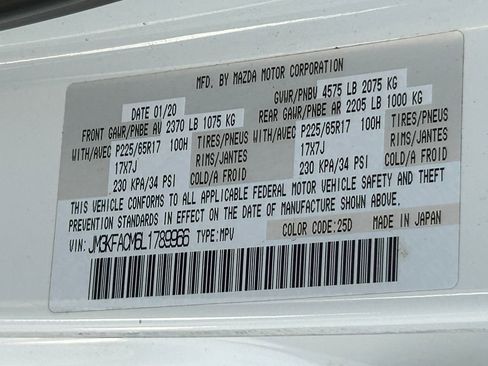 MFD. BY MAZDA MOTOR CORPORATION
DATE 01/20 GVWR/PNBV 4575 LB 2075 KG
FRONT GAWR/PNBE AV 2370 LB 1075 KG REAR GAWR/PNBE AR 2205 LB 1000 KG
WITH/AVEC P225/65R17 100H TIRES/PNEUS WITH/AVEC P225/65R17 100H TIRES/PNEUS
17X7J RIMS/JANTES 17X7J RIMS/JANTES
230 KPA/34 PSI COLD/A FROID 230 KPA/34 PSI COLD/A FROID
THIS VEHICLE CONFORMS TO ALL APPLICABLE FEDERAL MOTOR VEHICLE SAFETY AND THEFT
PREVENTION STANDARDS IN EFFECT ON THE DATE OF MANUFACTURE SHOWN ABOVE.
VIN: JM3KFACM6L1789966 TYPE:MPV COLOR CODE:25D MADE IN JAPAN